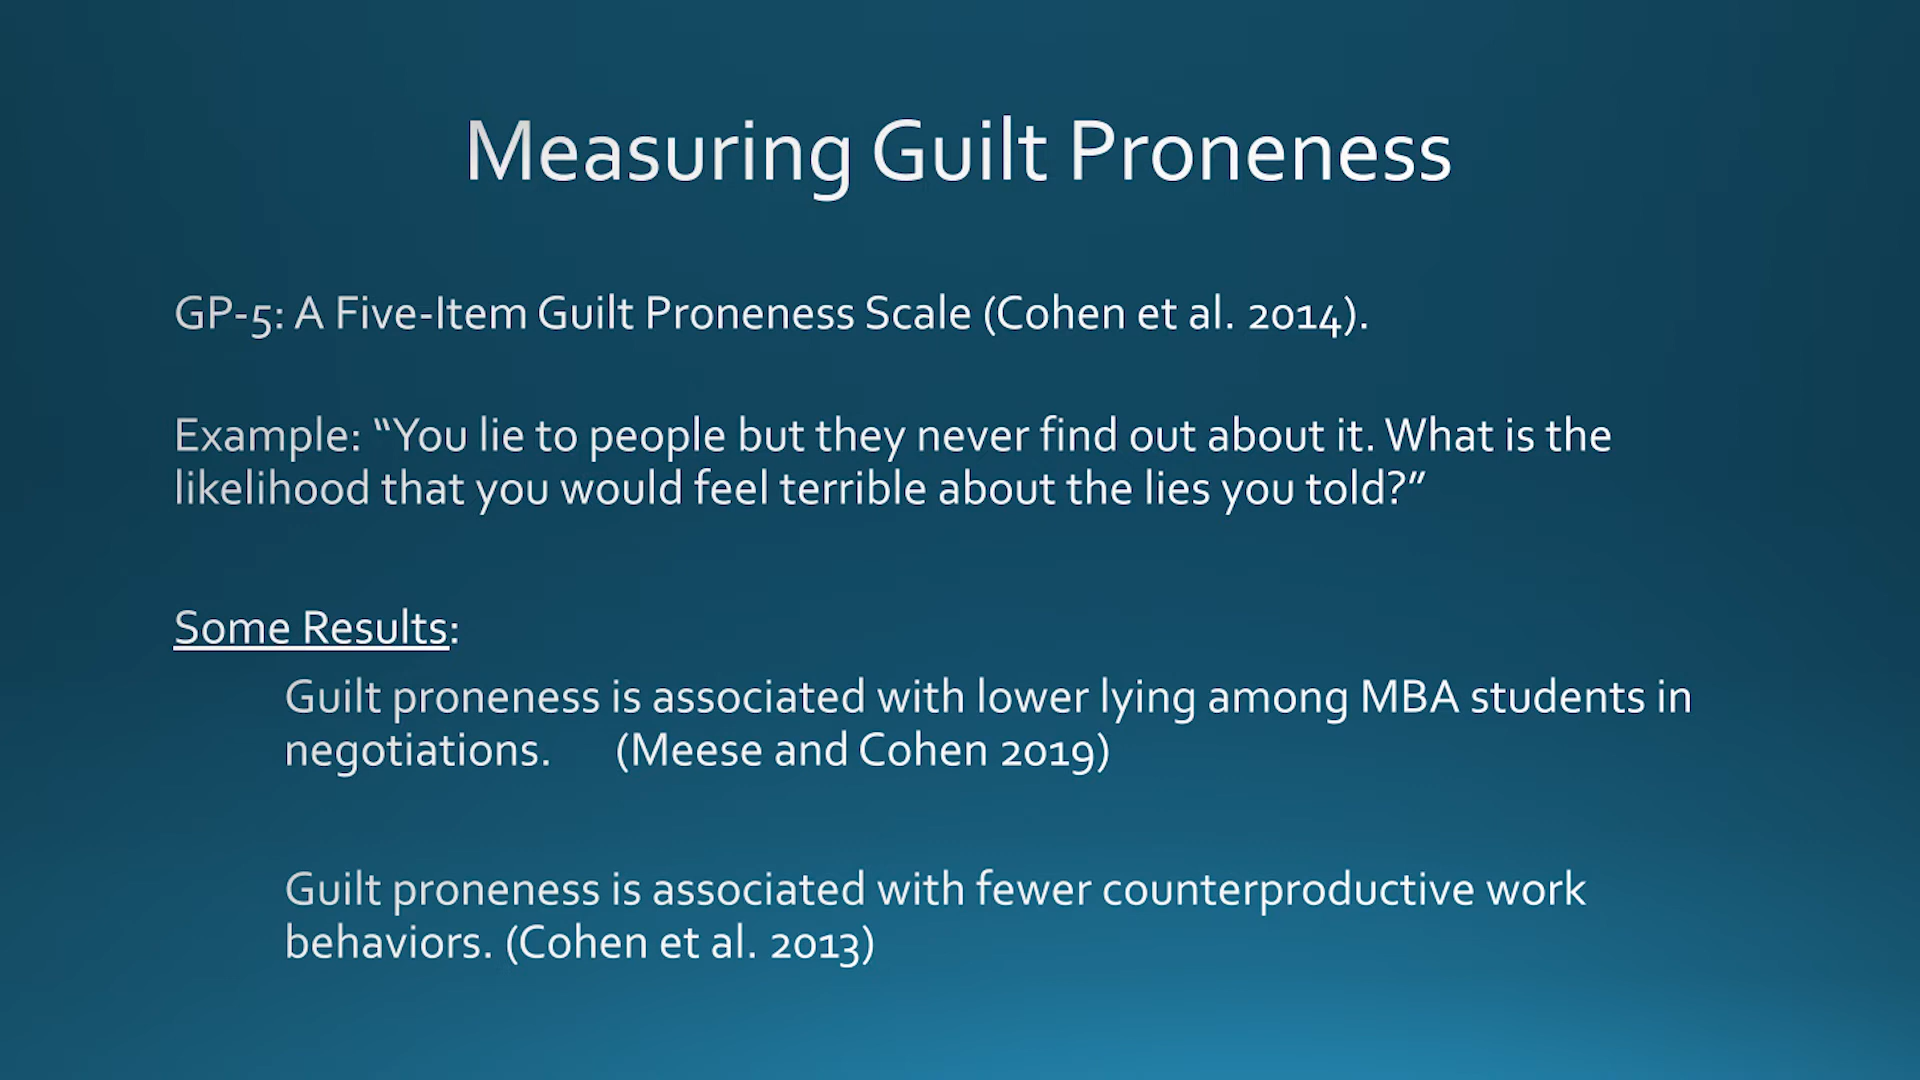 Measuring Guilt Proneness
GP-5: A Five-Item Guilt Proneness Scale (Cohen et al. 2014).
Example: “You lie to people but they never find out about it. What is the
likelihood that you would feel terrible about the lies you told?”
Some Results:
Guilt proneness is associated with lower lying among MBA students in
negotiations. (Meese and Cohen 2019)
Guilt proneness is associated with fewer counterproductive work
behaviors. (Cohen et al. 2013)